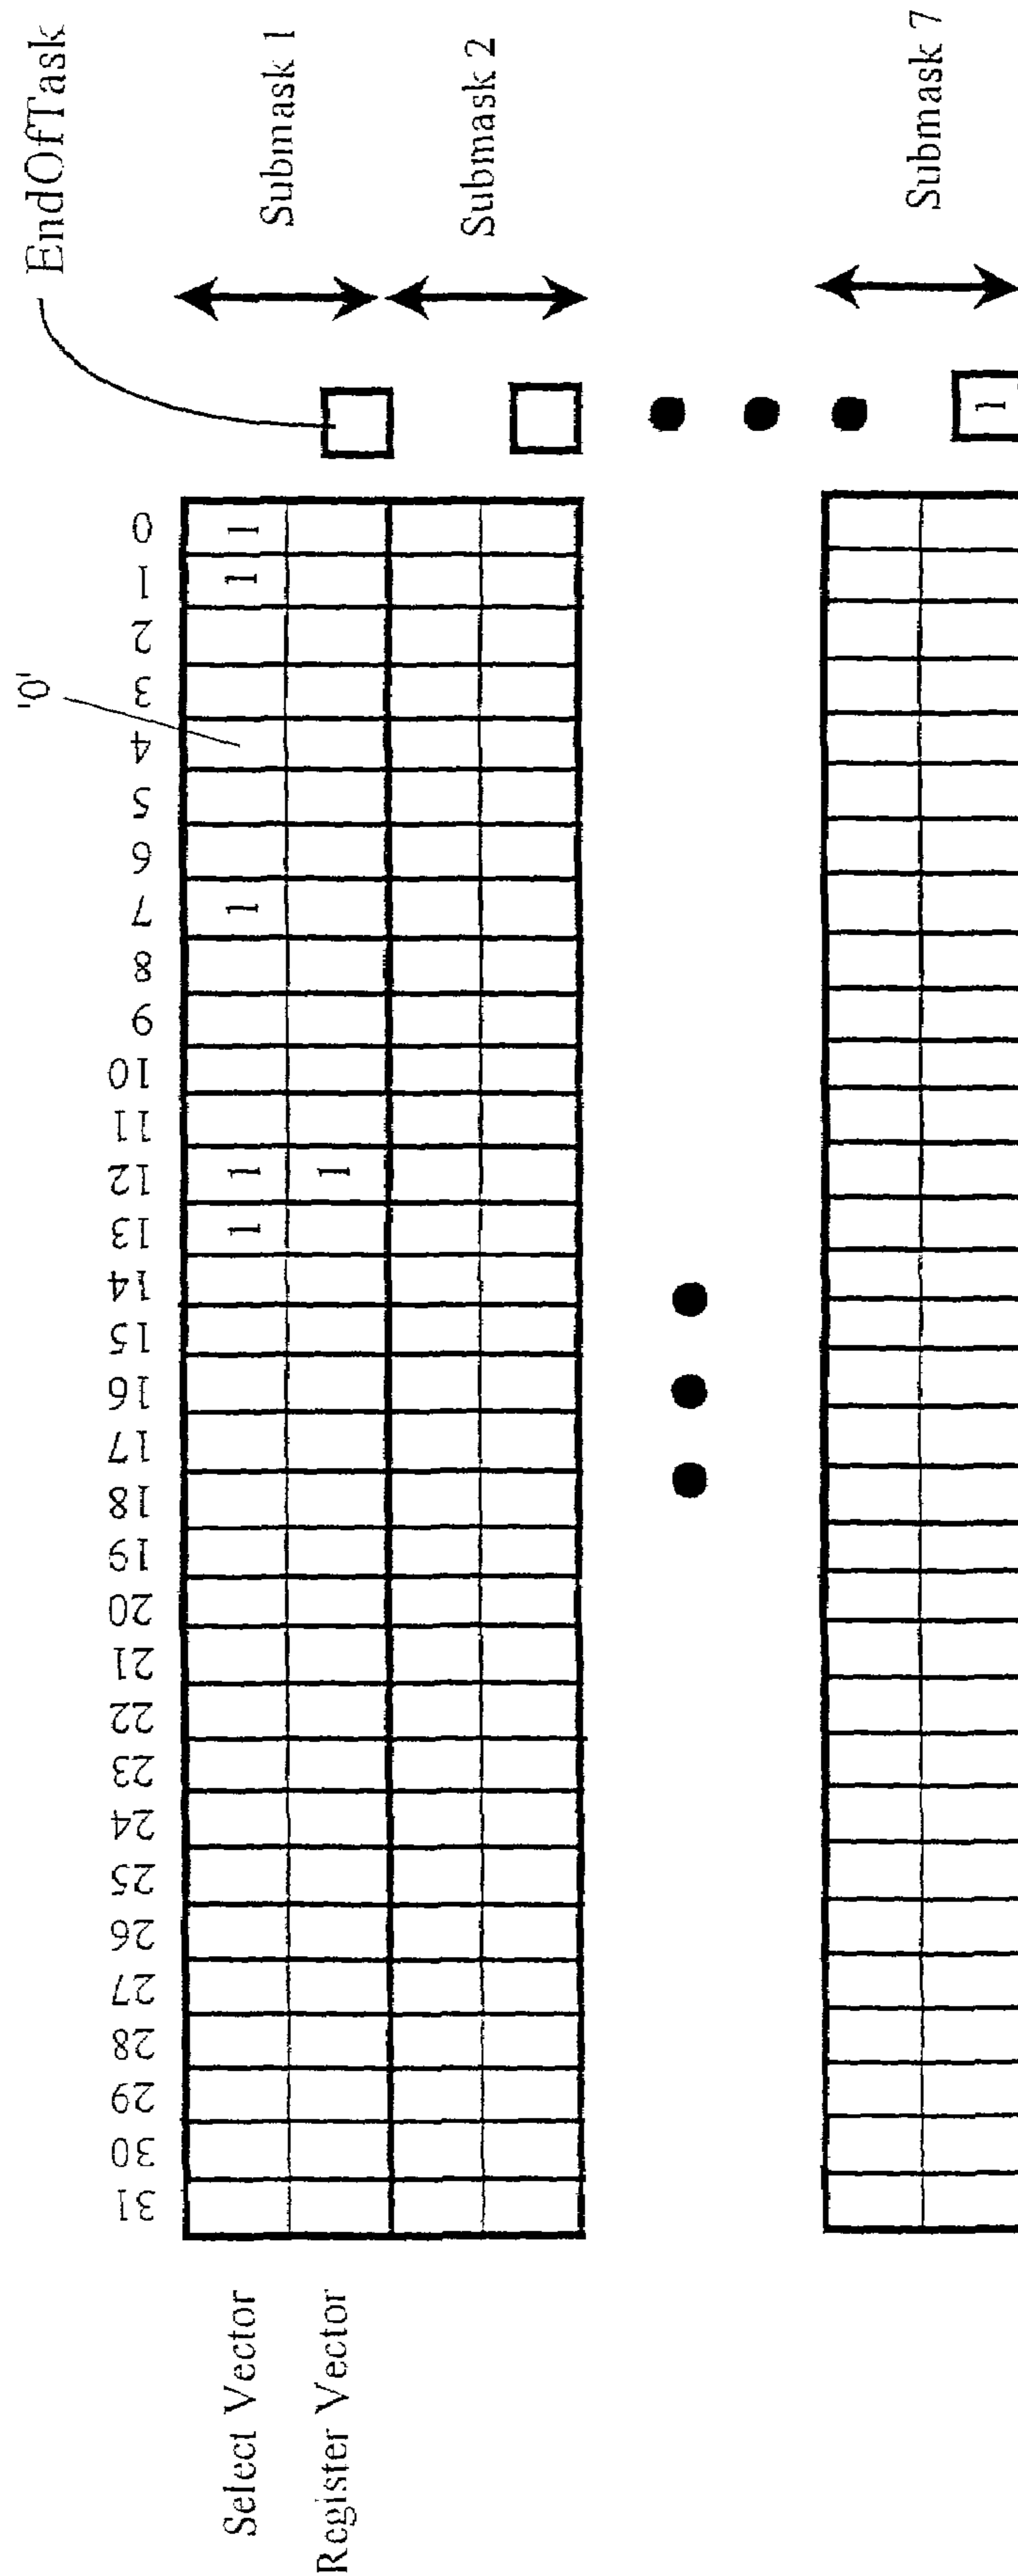 '0'
EndOfTask
31 30 29 28 27 26 25 24 23 22 21 20 19 18 17 16 15 14 13 12 11 10 9 8 7 6 5 4 3 2 1 0
Select Vector 1 1 1 1 1
Submask 1
Register Vector 1
Submask 2
Submask 7
1